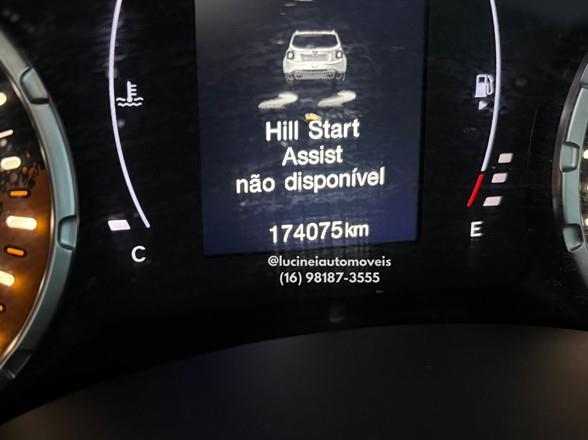 Hill Start
Assist
não disponível
174075km
@lucineiautomoveis
(16) 98187-3555
C
E